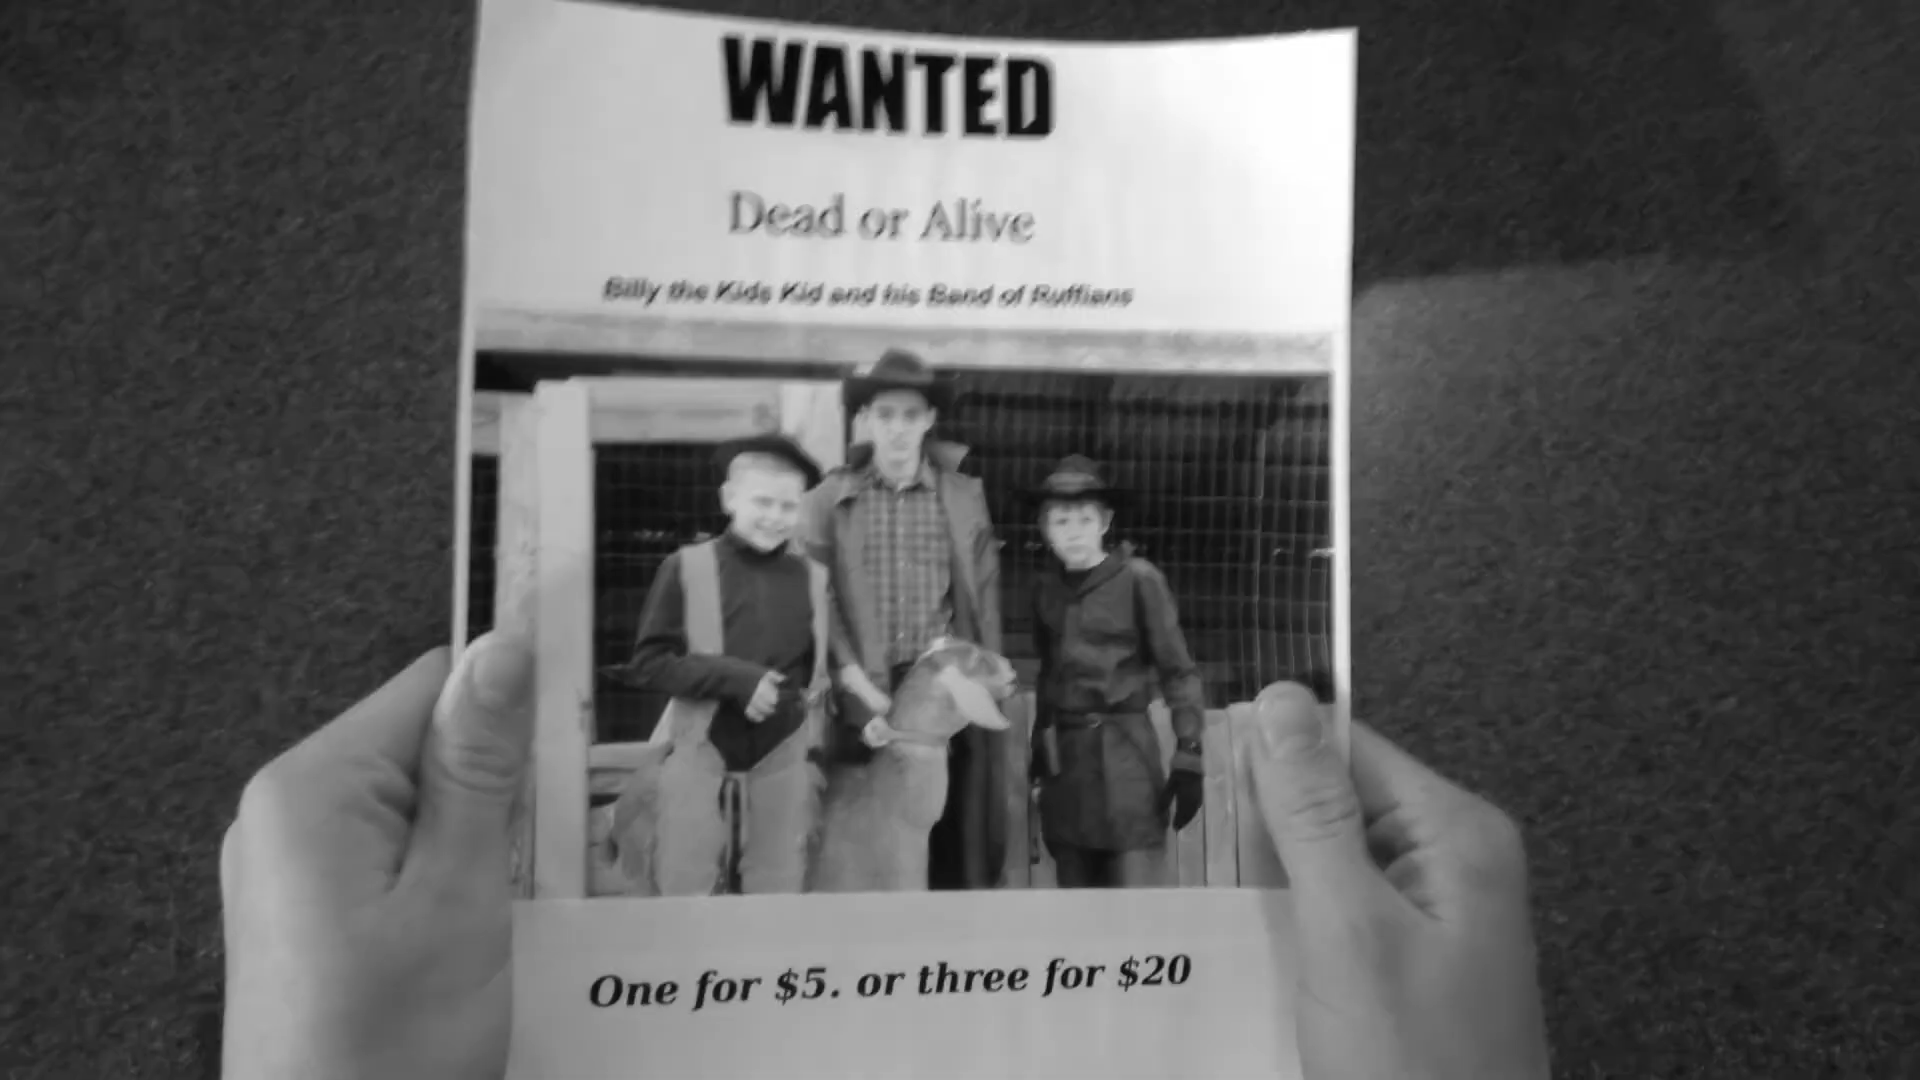 WANTED
Dead or Alive
Billy the Kids Kid and his Band of Ruffians
One for $5. or three for $20